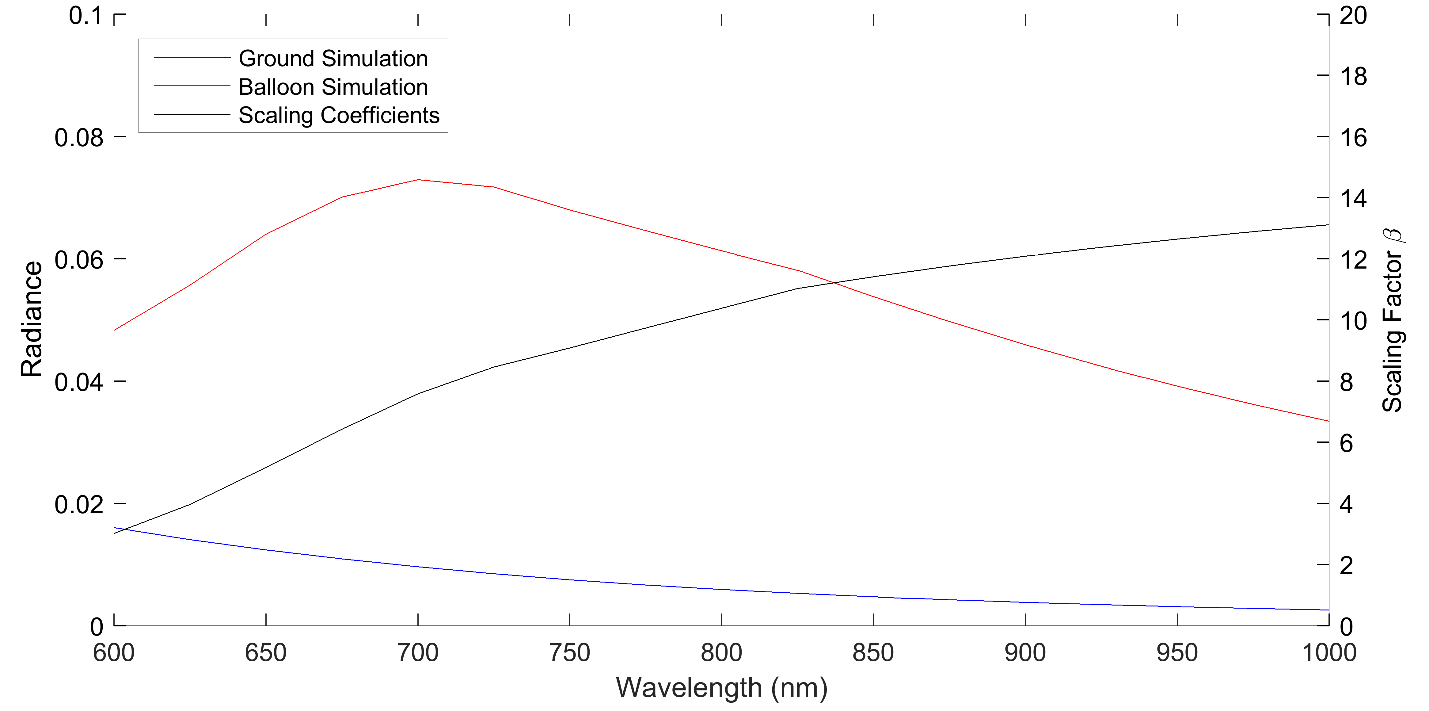 0.1
0.08
0.06
0.04
0.02
0
Radiance
Ground Simulation
Balloon Simulation
Scaling Coefficients
20
18
16
14
12
10
8
6
4
2
0
Scaling Factor β
600 650 700 750 800 850 900 950 1000
Wavelength (nm)